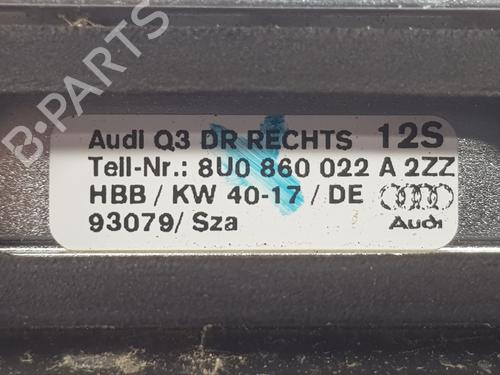 B-PARTS
Audi Q3 DR RECHTS 12S
Teil-Nr.: 8U0 860 022 A 2ZZ
HBB / KW 40-17 / DE
93079/ Sza
Audi